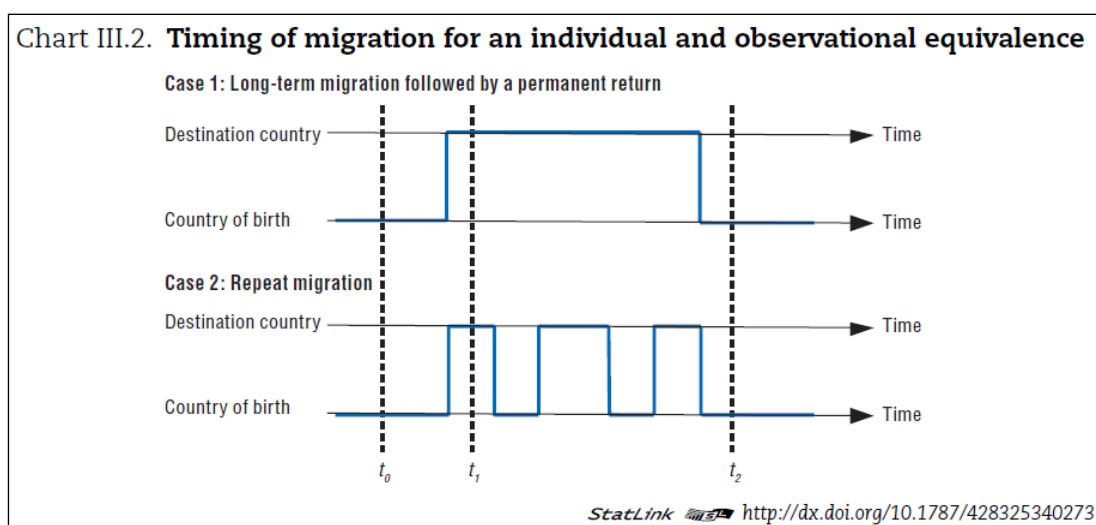 Chart III.2. Timing of migration for an individual and observational equivalence
Case 1: Long-term migration followed by a permanent return
Destination country
Time
Country of birth
Time
Case 2: Repeat migration
Destination country
Time
Country of birth
Time
t0 t1 t2
StatLink http://dx.doi.org/10.1787/428325340273